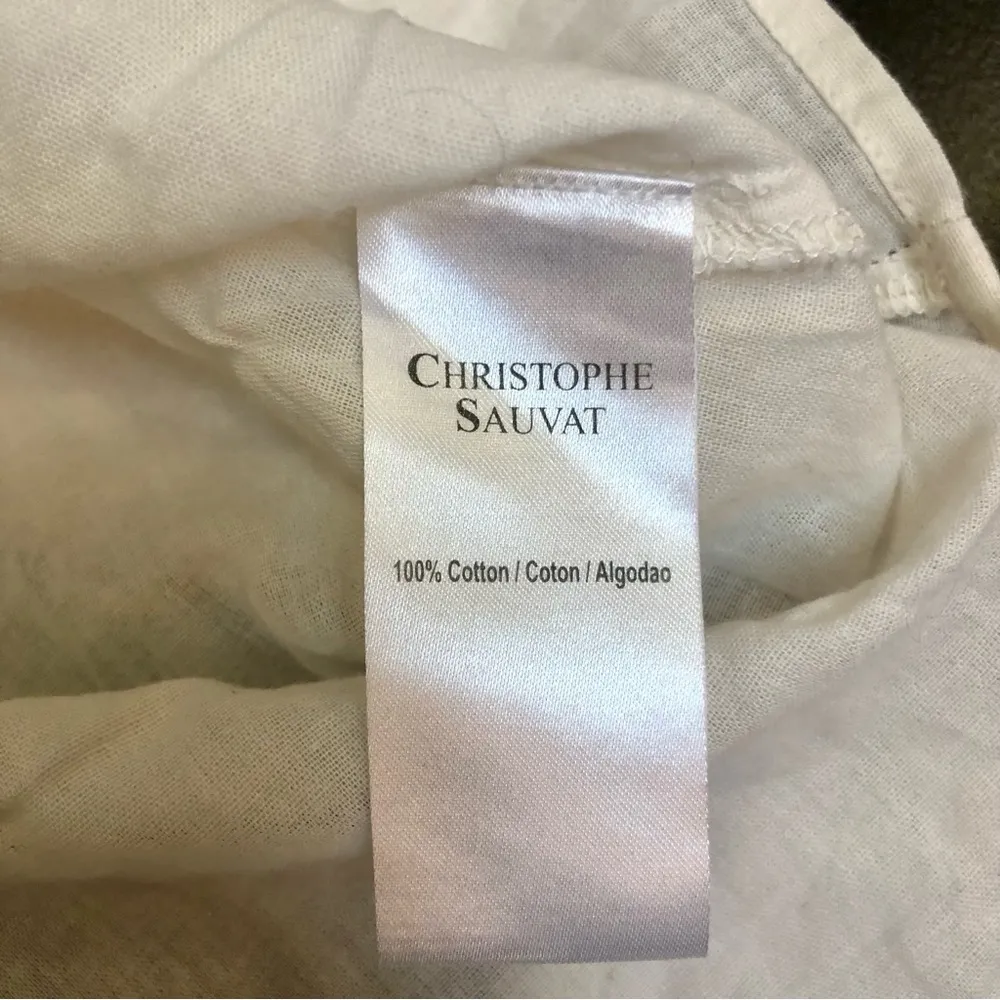 CHRISTOPHE
SAUVAT
100% Cotton / Coton / Algodao